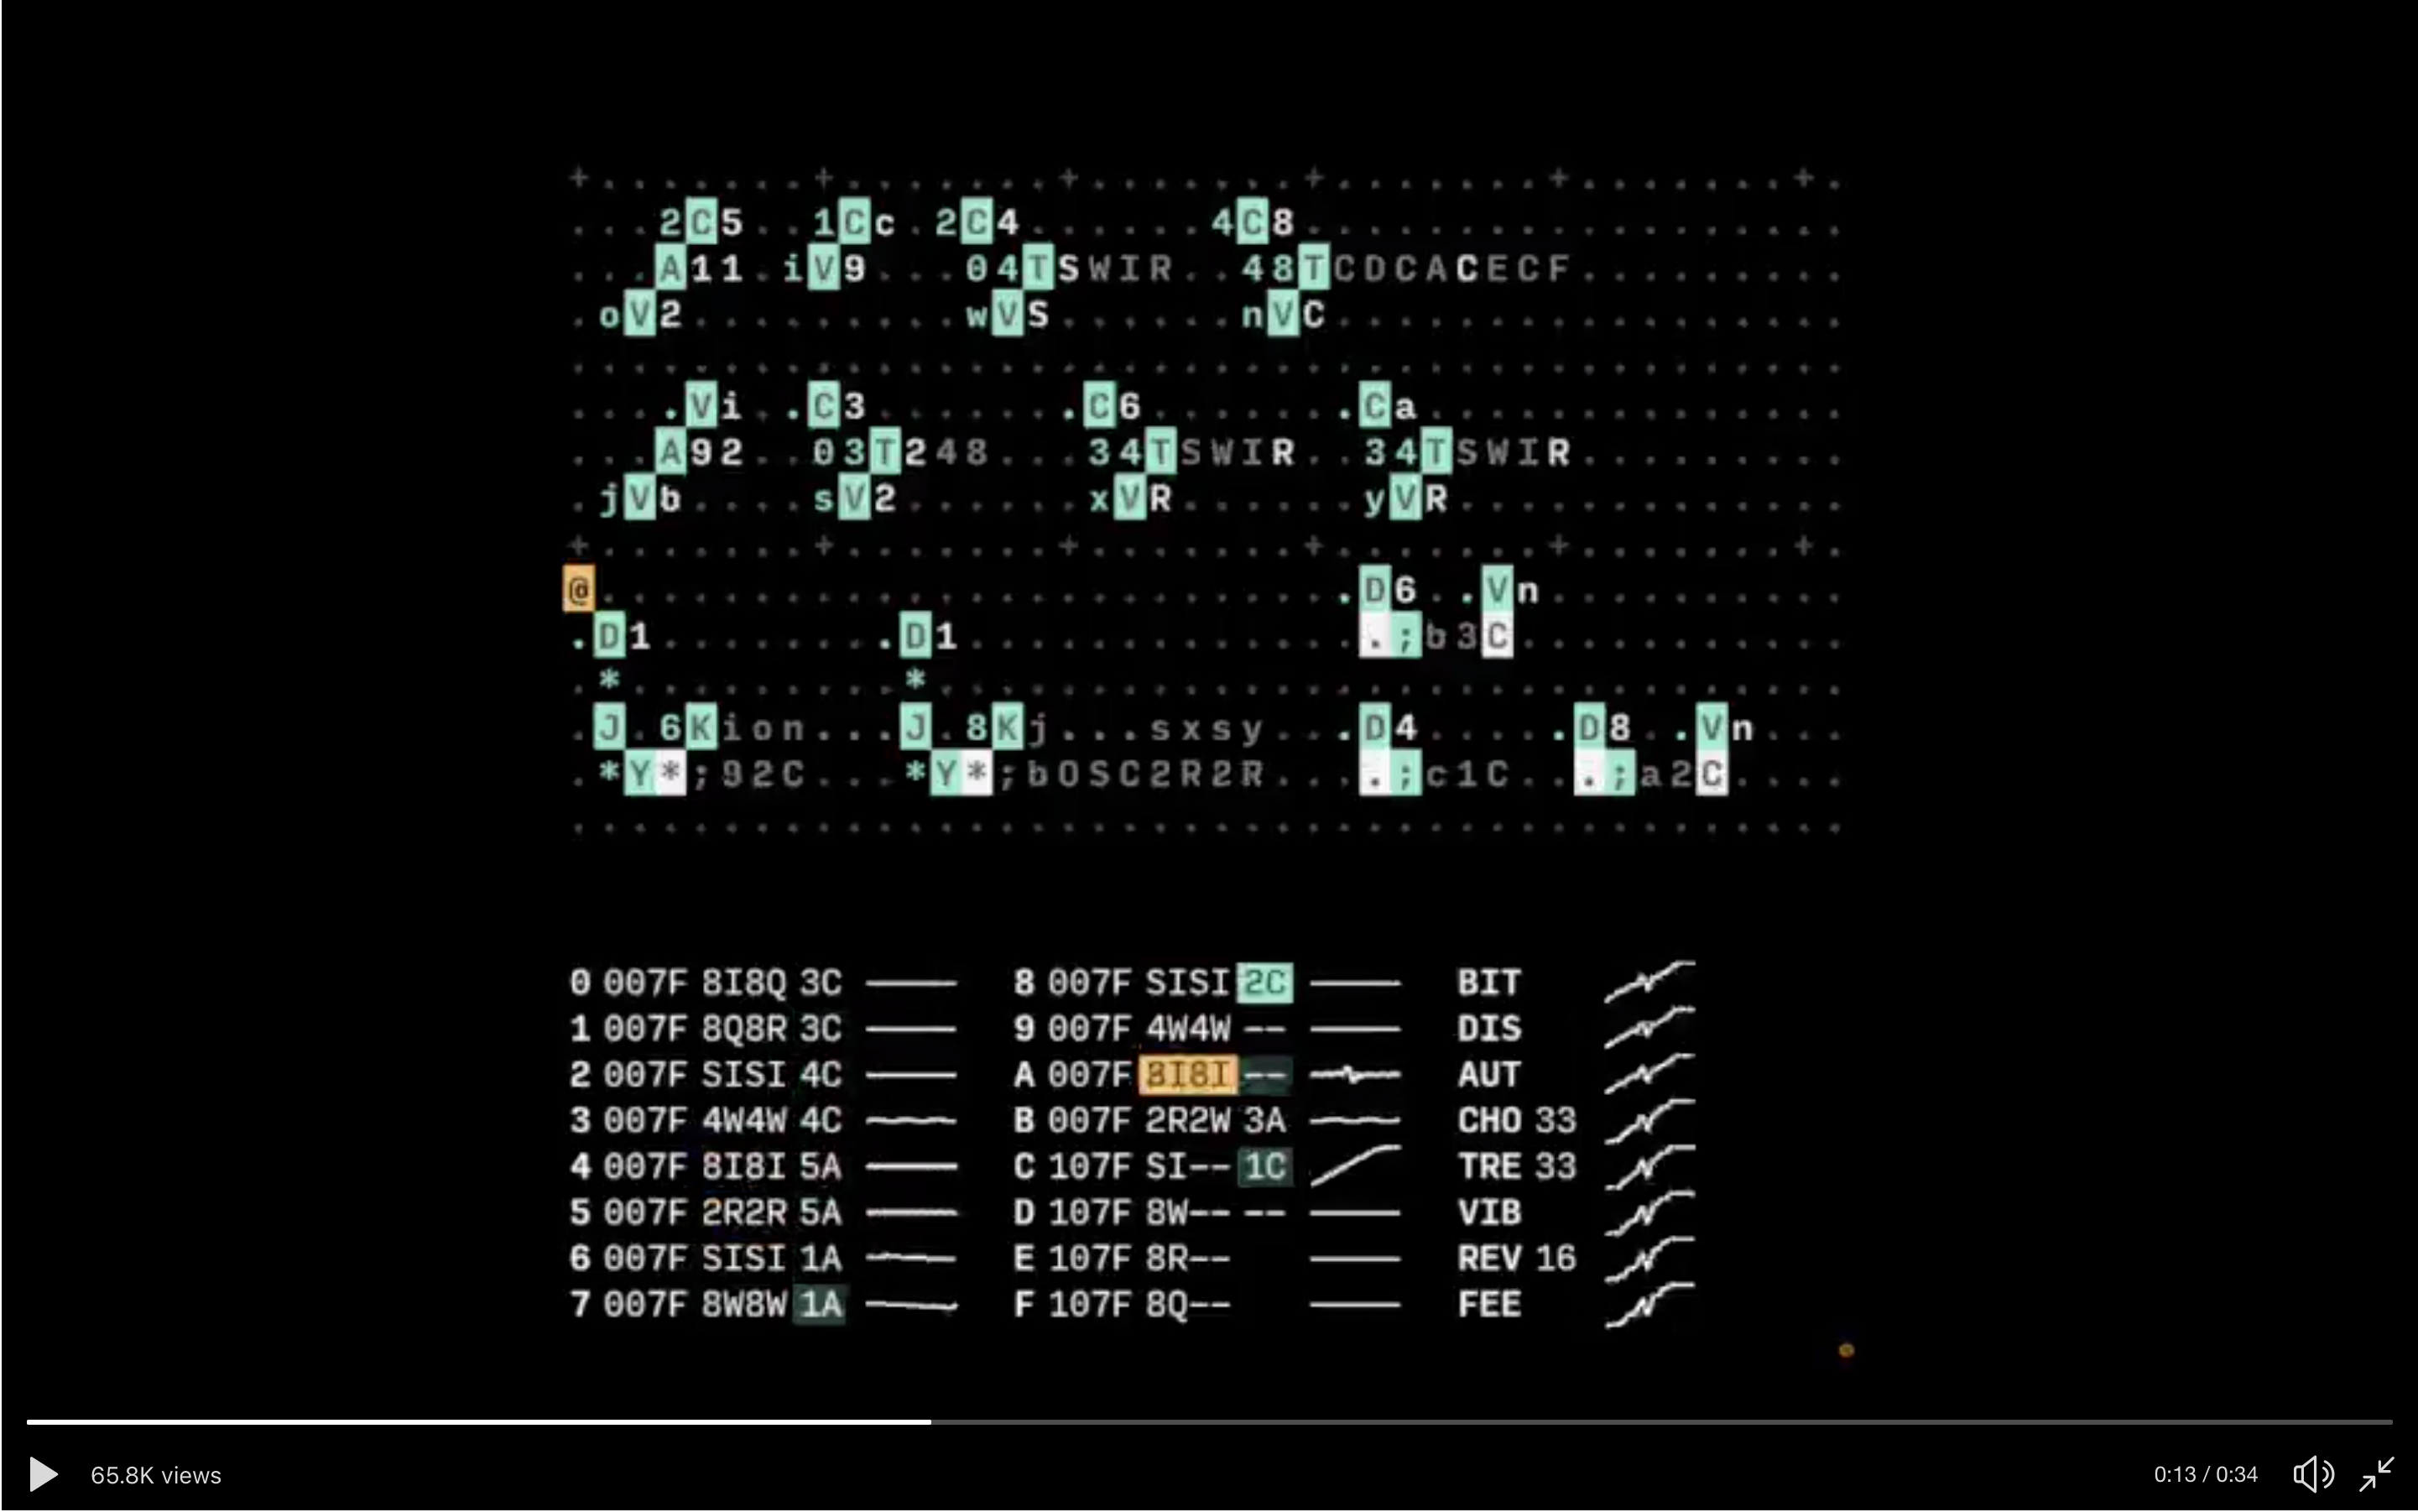 +.......+.......+.......+.......+.......+.
...2C5..1Cc.2C4......4C8..................
...A11.iV9...04TSWIR..48TCDCACECF.........
.oV2.........wVS......nVC.................
..........................................
....Vi..C3.......C6.......Ca..............
...A92..03T248...34TSWIR..34TSWIR.........
.jVb....sV2......xVR......yVR.............
+.......+.......+.......+.......+.......+.
@.........................D6..Vn..........
.D1........D1..............;b3C...........
.*.........*..............................
.J.6Kion...J.8Kj...sxsy...D4.....D8..Vn...
.*Y*;92C...*Y*;bOSC2R2R....;c1C...;a2C....
..........................................
0 007F 8I8Q 3C 8 007F SISI 2C BIT
1 007F 8Q8R 3C 9 007F 4W4W -- DIS
2 007F SISI 4C A 007F 8I8I -- AUT
3 007F 4W4W 4C B 007F 2R2W 3A CHO 33
4 007F 8I8I 5A C 107F SI-- 1C TRE 33
5 007F 2R2R 5A D 107F 8W-- -- VIB
6 007F SISI 1A E 107F 8R-- REV 16
7 007F 8W8W 1A F 107F 8Q-- FEE
65.8K views 0:13 / 0:34